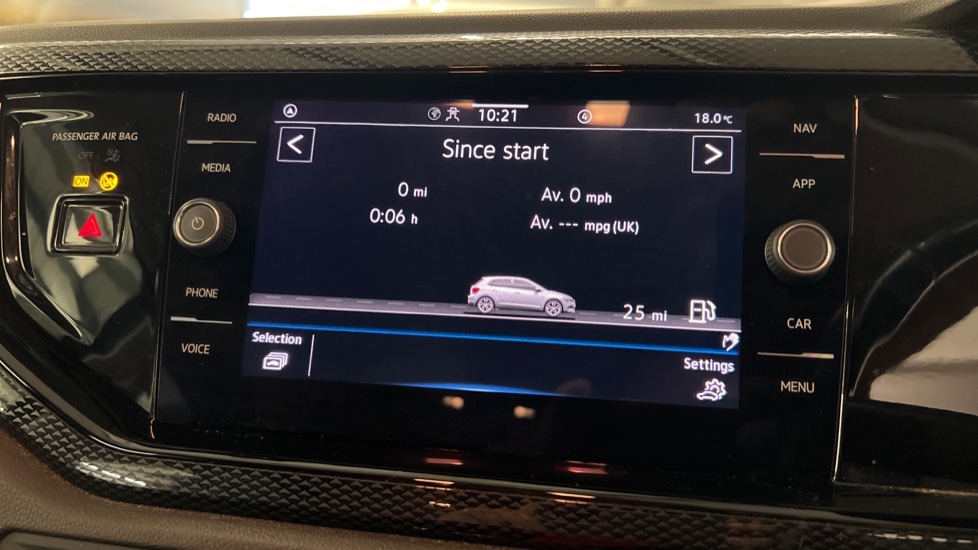 RADIO
MEDIA
PHONE
VOICE
PASSENGER AIR BAG
OFF
ON
10:21
4
18.0°C
Since start
0 mi
Av. 0 mph
0:06 h
Av. --- mpg (UK)
25 mi
Selection
Settings
NAV
APP
CAR
MENU